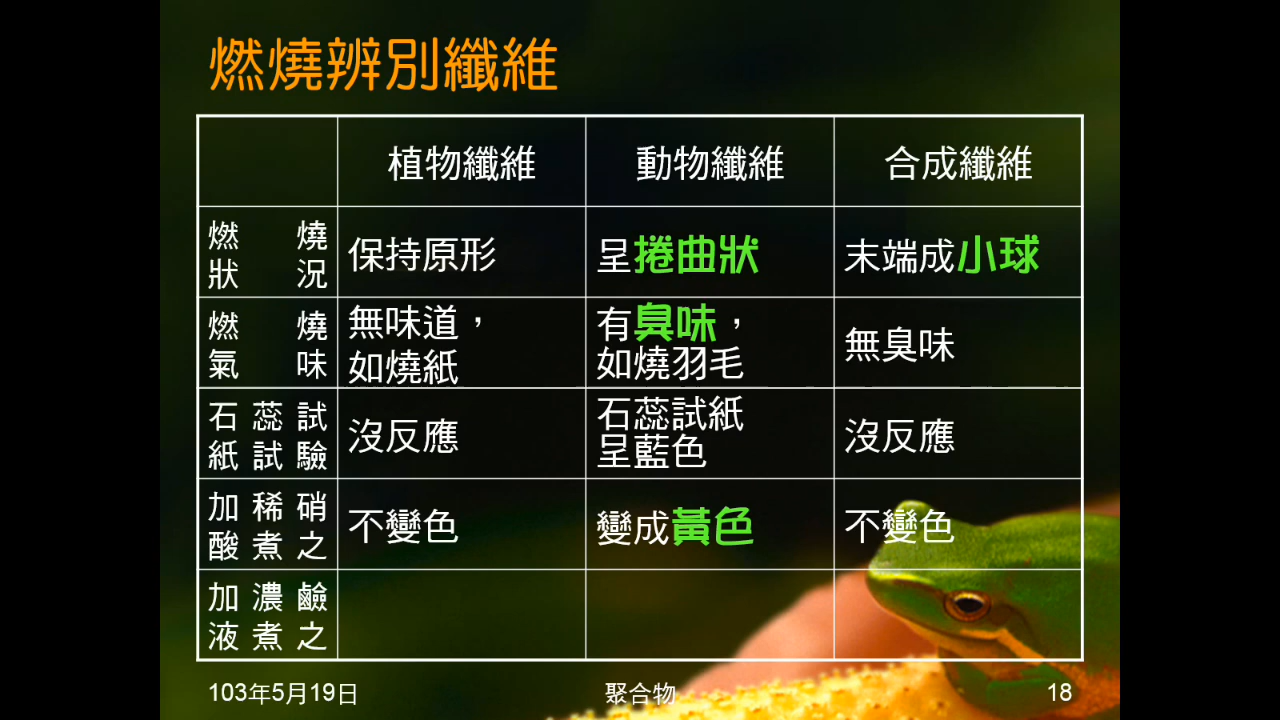 燃燒辨別纖維
植物纖維
動物纖維
合成纖維
燃燒
狀況
保持原形
呈捲曲狀
末端成小球
燃燒
氣味
無味道，
如燒紙
有臭味，
如燒羽毛
無臭味
石蕊試
紙試驗
沒反應
石蕊試紙
呈藍色
沒反應
加稀硝
酸煮之
不變色
變成黃色
不變色
加濃鹼
液煮之
103年5月19日
聚合物
18